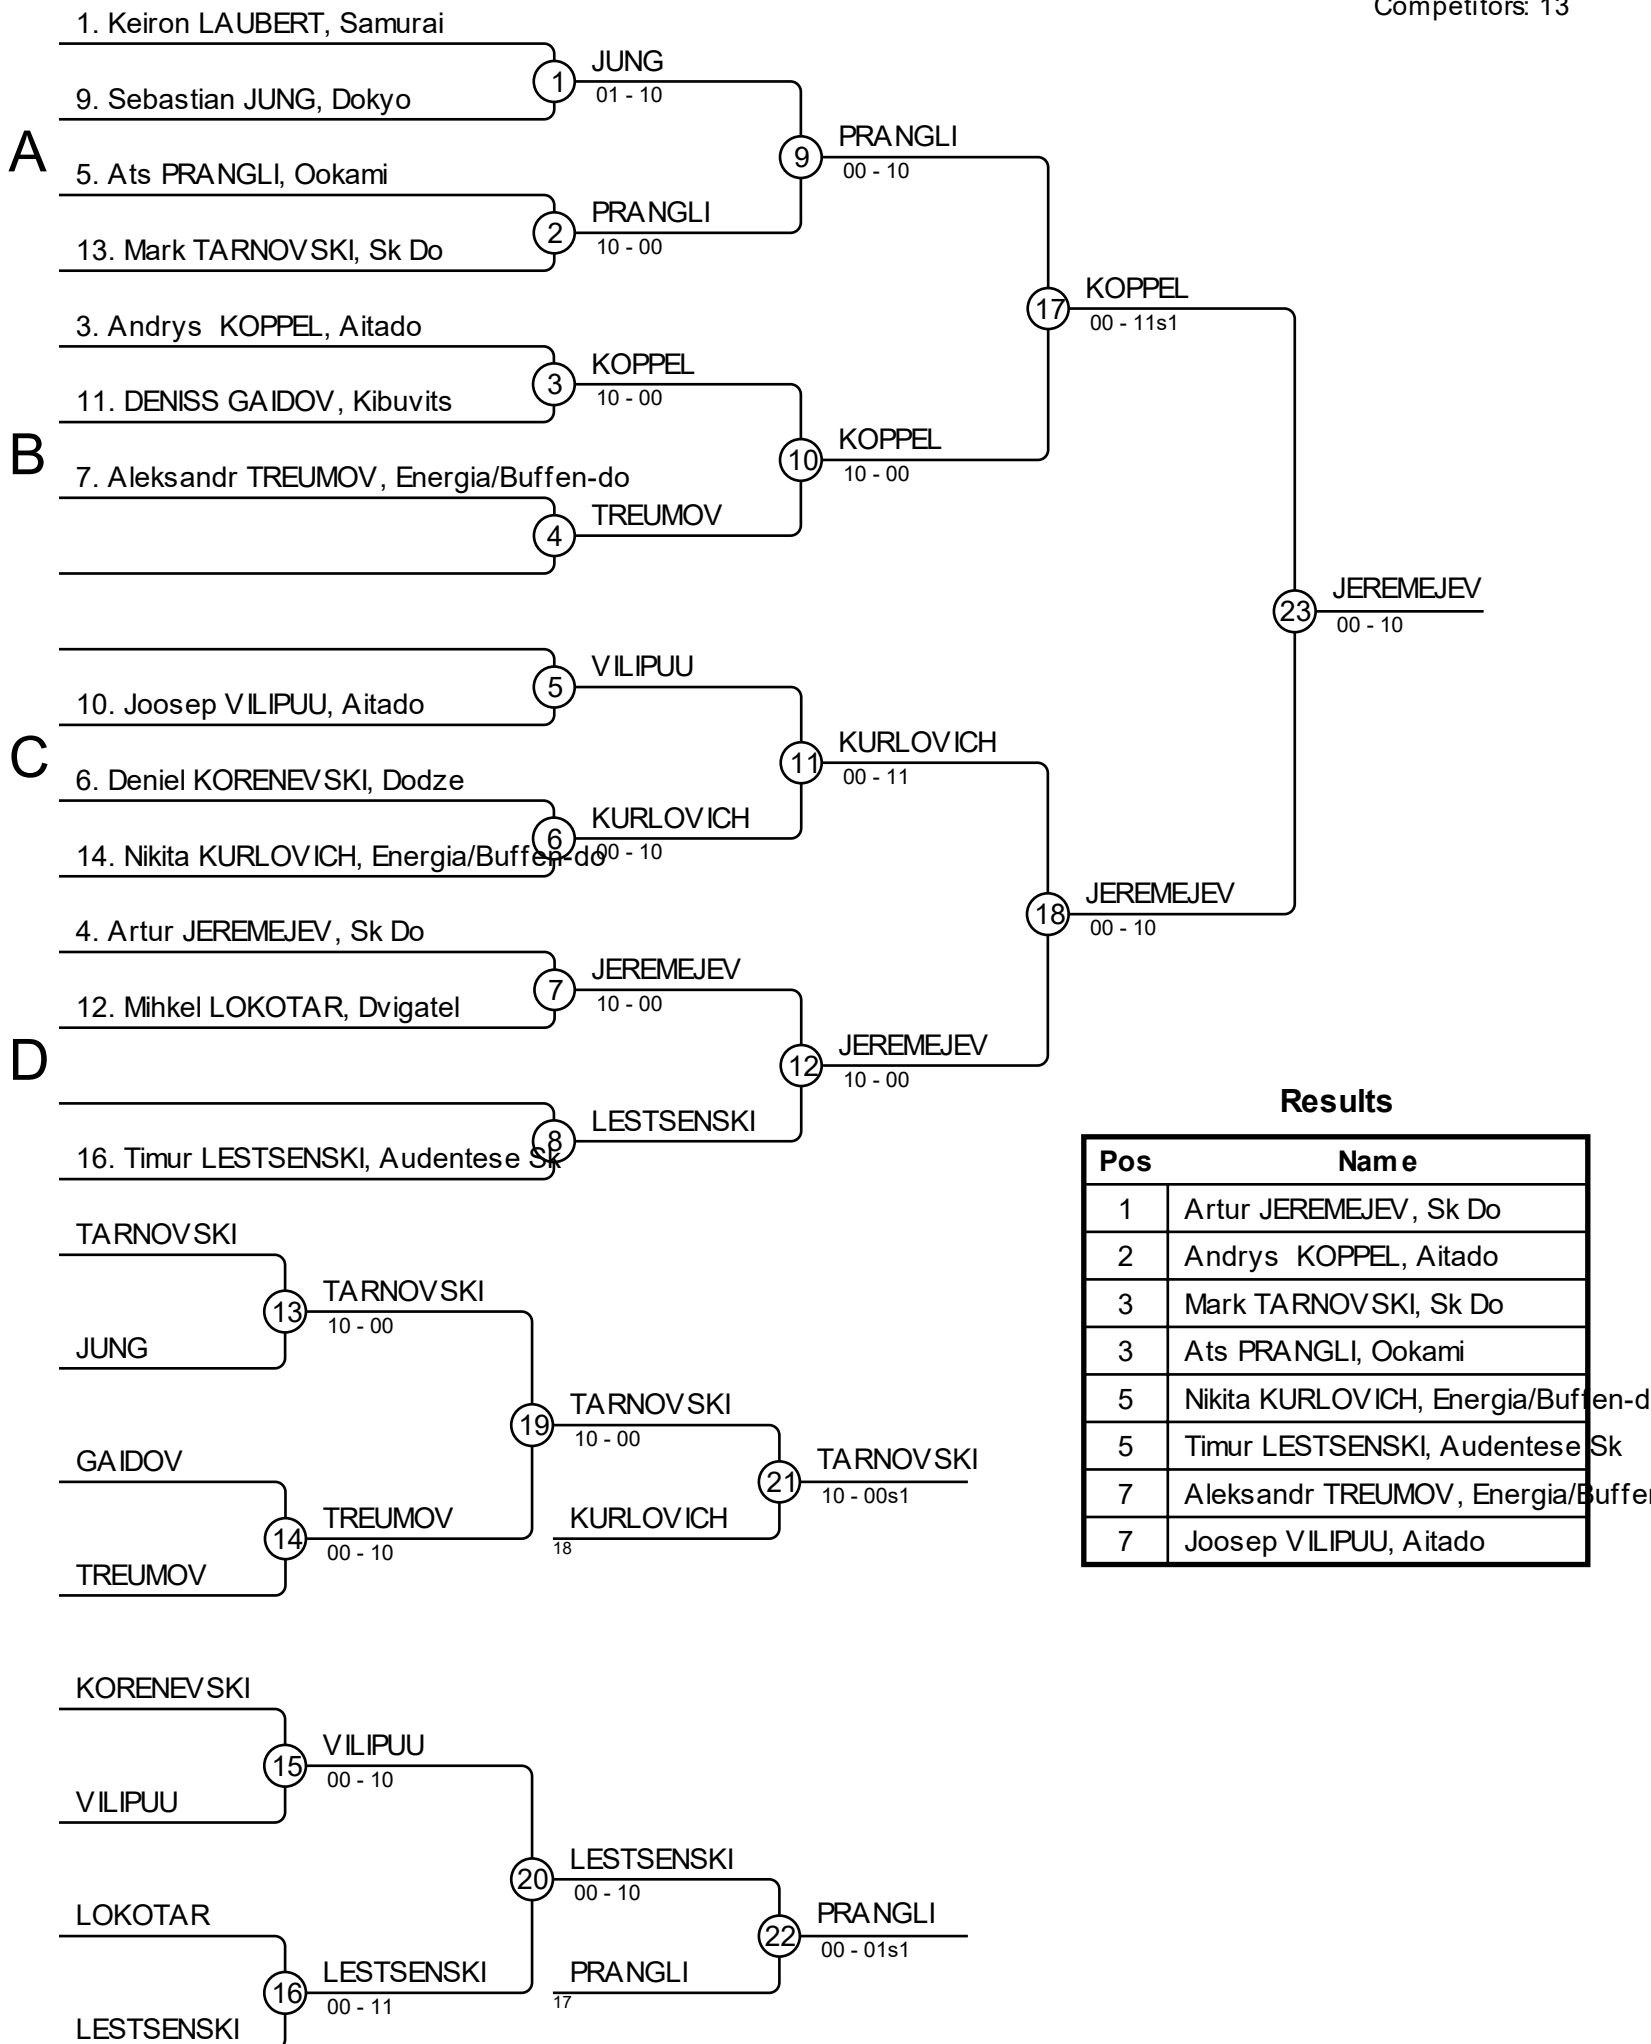 Competitors: 13
1. Keiron LAUBERT, Samurai
1
JUNG
01 - 10
9. Sebastian JUNG, Dokyo
A
9
PRANGLI
00 - 10
5. Ats PRANGLI, Ookami
2
PRANGLI
10 - 00
13. Mark TARNOVSKI, Sk Do
17
KOPPEL
00 - 11s1
3. Andrys KOPPEL, Aitado
3
KOPPEL
10 - 00
11. DENISS GAIDOV, Kibuvits
B
10
KOPPEL
10 - 00
7. Aleksandr TREUMOV, Energia/Buffen-do
4
TREUMOV
23
JEREMEJEV
00 - 10
5
VILIPUU
10. Joosep VILIPUU, Aitado
C
11
KURLOVICH
00 - 11
6. Deniel KORENEVSKI, Dodze
6
KURLOVICH
00 - 10
14. Nikita KURLOVICH, Energia/Buffen-do
18
JEREMEJEV
00 - 10
4. Artur JEREMEJEV, Sk Do
7
JEREMEJEV
10 - 00
12. Mihkel LOKOTAR, Dvigatel
D
12
JEREMEJEV
10 - 00
8
LESTSENSKI
16. Timur LESTSENSKI, Audentese Sk
TARNOVSKI
13
TARNOVSKI
10 - 00
JUNG
19
TARNOVSKI
10 - 00
GAIDOV
14
TREUMOV
00 - 10
TREUMOV
21
TARNOVSKI
10 - 00s1
KURLOVICH
18
KORENEVSKI
15
VILIPUU
00 - 10
VILIPUU
20
LESTSENSKI
00 - 10
LOKOTAR
16
LESTSENSKI
00 - 11
LESTSENSKI
22
PRANGLI
00 - 01s1
PRANGLI
17
Results
Pos Name
1 Artur JEREMEJEV, Sk Do
2 Andrys KOPPEL, Aitado
3 Mark TARNOVSKI, Sk Do
3 Ats PRANGLI, Ookami
5 Nikita KURLOVICH, Energia/Buffen-d
5 Timur LESTSENSKI, Audentese Sk
7 Aleksandr TREUMOV, Energia/Buffe
7 Joosep VILIPUU, Aitado